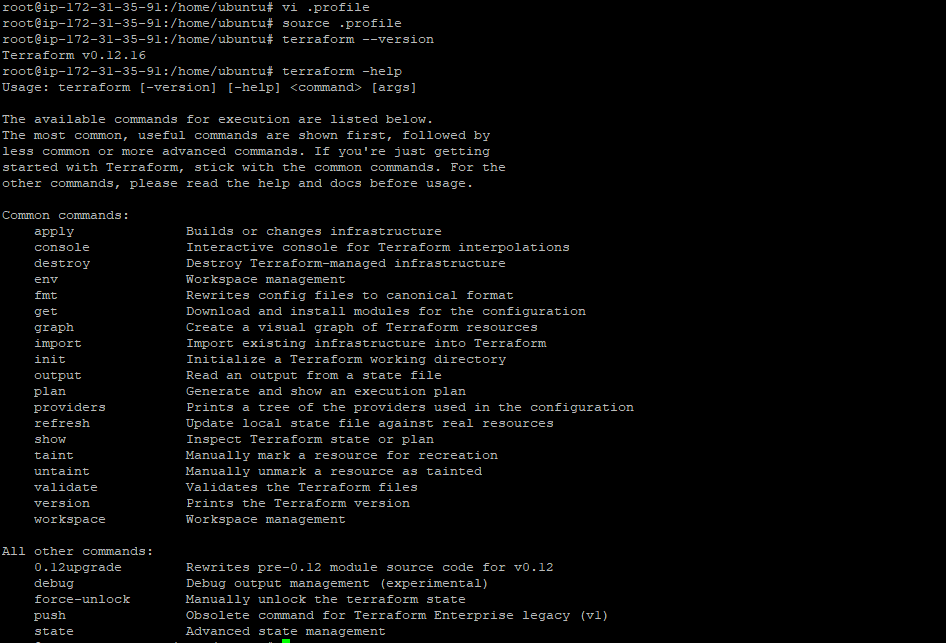 root@ip-172-31-35-91:/home/ubuntu# vi .profile
root@ip-172-31-35-91:/home/ubuntu# source .profile
root@ip-172-31-35-91:/home/ubuntu# terraform --version
Terraform v0.12.16
root@ip-172-31-35-91:/home/ubuntu# terraform -help
Usage: terraform [-version] [-help] <command> [args]

The available commands for execution are listed below.
The most common, useful commands are shown first, followed by
less common or more advanced commands. If you're just getting
started with Terraform, stick with the common commands. For the
other commands, please read the help and docs before usage.

Common commands:
    apply              Builds or changes infrastructure
    console            Interactive console for Terraform interpolations
    destroy            Destroy Terraform-managed infrastructure
    env                Workspace management
    fmt                Rewrites config files to canonical format
    get                Download and install modules for the configuration
    graph              Create a visual graph of Terraform resources
    import             Import existing infrastructure into Terraform
    init               Initialize a Terraform working directory
    output             Read an output from a state file
    plan               Generate and show an execution plan
    providers          Prints a tree of the providers used in the configuration
    refresh            Update local state file against real resources
    show               Inspect Terraform state or plan
    taint              Manually mark a resource for recreation
    untaint            Manually unmark a resource as tainted
    validate           Validates the Terraform files
    version            Prints the Terraform version
    workspace          Workspace management

All other commands:
    0.12upgrade        Rewrites pre-0.12 module source code for v0.12
    debug              Debug output management (experimental)
    force-unlock       Manually unlock the terraform state
    push               Obsolete command for Terraform Enterprise legacy (v1)
    state              Advanced state management